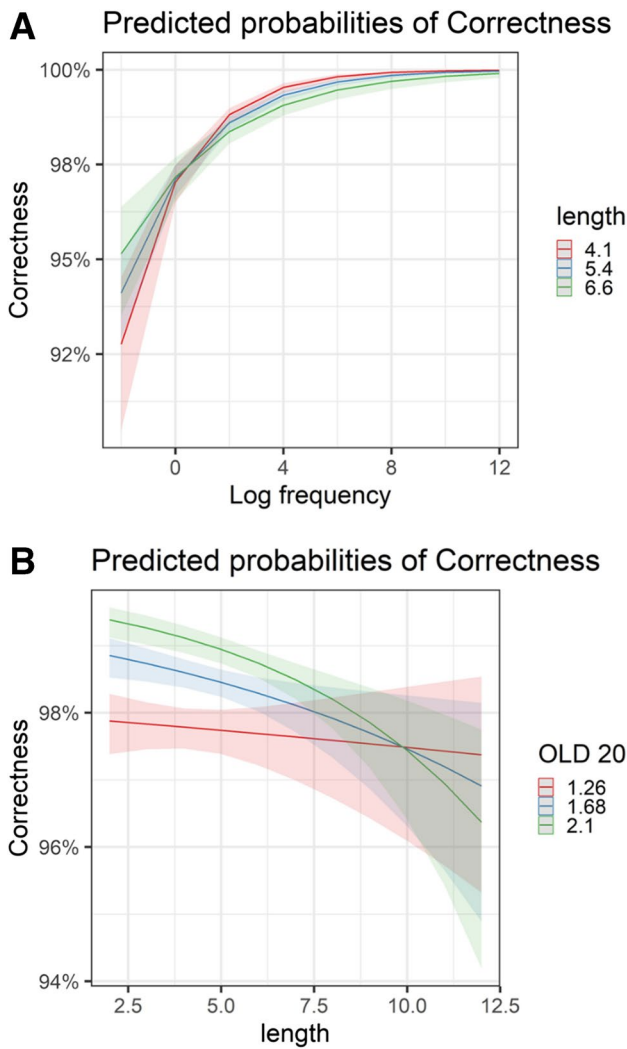 A
Predicted probabilities of Correctness
100%
98%
95%
92%
Correctness
0 4 8 12
Log frequency
length
4.1
5.4
6.6
B
Predicted probabilities of Correctness
98%
96%
94%
Correctness
2.5 5.0 7.5 10.0 12.5
length
OLD 20
1.26
1.68
2.1